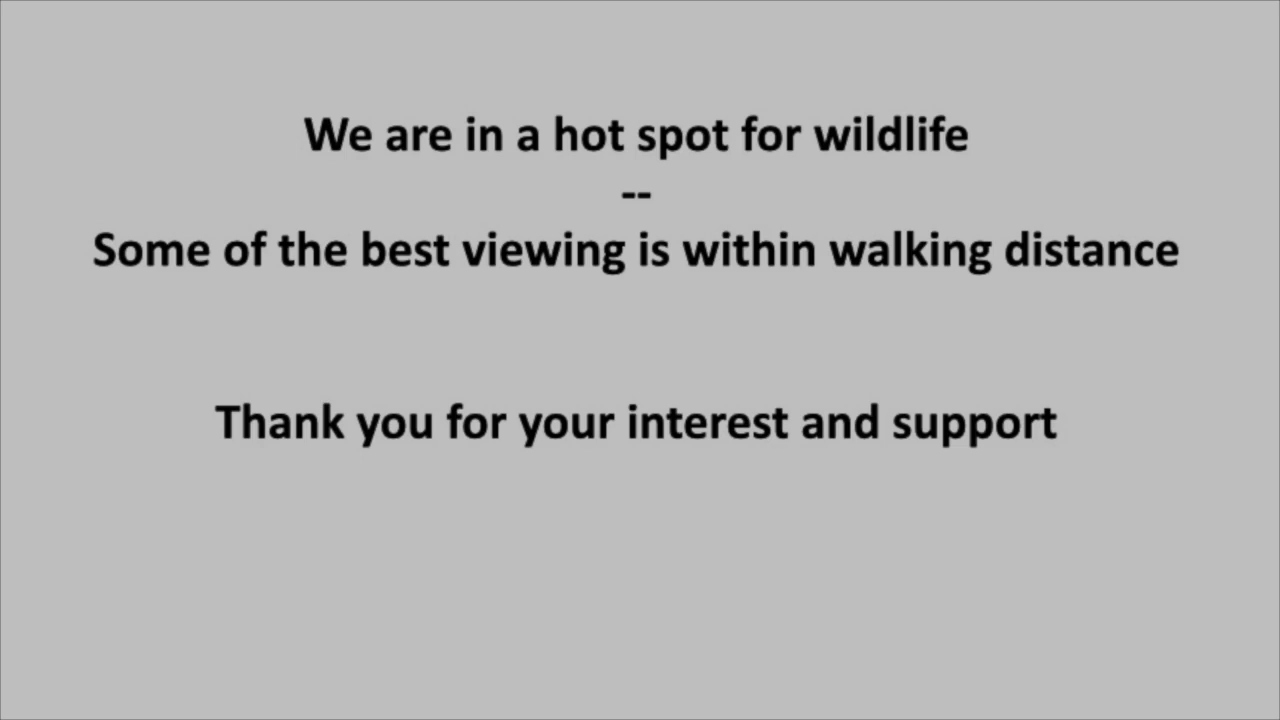 We are in a hot spot for wildlife
--
Some of the best viewing is within walking distance
Thank you for your interest and support